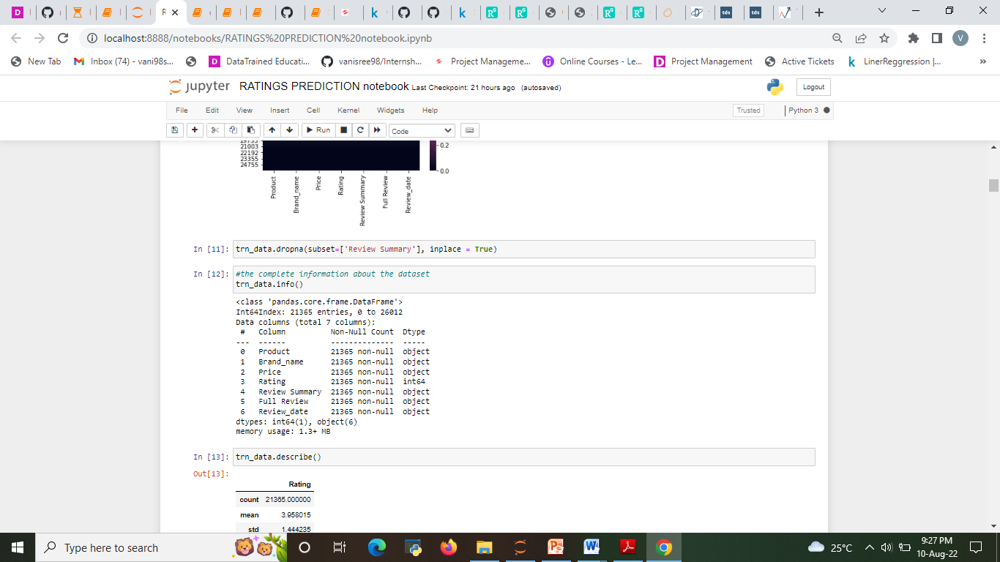 localhost:8888/notebooks/RATINGS%20PREDICTION%20notebook.ipynb
V
New Tab
Inbox (74) - vani98s...
DataTrained Educati...
vanisree98/Internsh...
Project Manageme...
Online Courses - Le...
Project Management
Active Tickets
LinerReggression |...
»
jupyter RATINGS PREDICTION notebook Last Checkpoint: 21 hours ago (autosaved)
Logout
File Edit View Insert Cell Kernel Widgets Help
Trusted
Python 3
Run
Code
21003
22192
23355
24755
0.2
0.0
Product
Brand_name
Price
Rating
Review Summary
Full Review
Review_date
In [11]: trn_data.dropna(subset=['Review Summary'], inplace = True)
In [12]: #the complete information about the dataset
trn_data.info()
<class 'pandas.core.frame.DataFrame'>
Int64Index: 21365 entries, 0 to 26012
Data columns (total 7 columns):
# Column Non-Null Count Dtype
--- ------ -------------- -----
0 Product 21365 non-null object
1 Brand_name 21365 non-null object
2 Price 21365 non-null object
3 Rating 21365 non-null int64
4 Review Summary 21365 non-null object
5 Full Review 21365 non-null object
6 Review_date 21365 non-null object
dtypes: int64(1), object(6)
memory usage: 1.3+ MB
In [13]: trn_data.describe()
Out[13]:
Rating
count 21365.000000
mean 3.958015
std 1.444235
Type here to search
25°C
9:27 PM
10-Aug-22